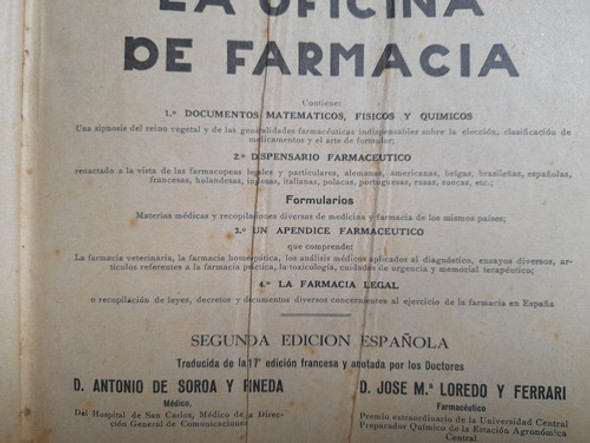 LA OFICINA
DE FARMACIA
Contiene:
1.º DOCUMENTOS MATEMATICOS, FISICOS Y QUIMICOS
Una sipnosis del reino vegetal y de las generalidades farmacéusticas indispensables sobre la elección, clasificación de
medicamentos y el arte de formular;
2.º DISPENSARIO FARMACEUTICO
renactado a la vista de las farmacopeas legales y particulares, alemanas, americanas, belgas, brasileñas, españolas,
francesas, holandesas, inglesas, italianas, polacas, portuguesas, rusas, suecas, etc.;
Formularios
Materias médicas y recopilaciones diversas de medicina y farmacia de los mismos países;
3.º UN APENDICE FARMACEUTICO
que comprende:
La farmacia veterinaria, la farmacia homeopática, los análisis médicos aplicados al diagnóstico, ensayos diversos, ar-
tículos referentes a la farmacia práctica, la toxicología, cuidados de urgencia y memorial terapéutico;
4.º LA FARMACIA LEGAL
o recopilación de leyes, decretos y documentos diversos concernientes al ejercicio de la farmacia en España
SEGUNDA EDICION ESPAÑOLA
Traducida de la 17ª edición francesa y anotada por los Doctores
D. ANTONIO DE SOROA Y PINEDA D. JOSE M.ª LOREDO Y FERRARI
Médico, Farmacéutico
Del Hospital de San Carlos, Médico de la Direc- Premio extraordinario de la Universidad Central
ción General de Comunicaciones Preparador Químico de la Estación Agronómica
Central